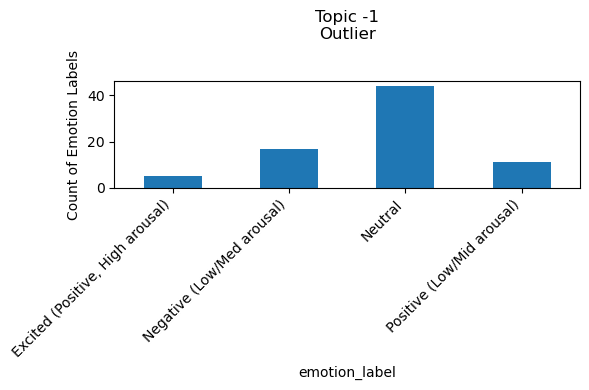 Topic -1
Outlier
Count of Emotion Labels
40
20
0
Excited (Positive, High arousal)
Negative (Low/Med arousal)
Neutral
Positive (Low/Mid arousal)
emotion_label